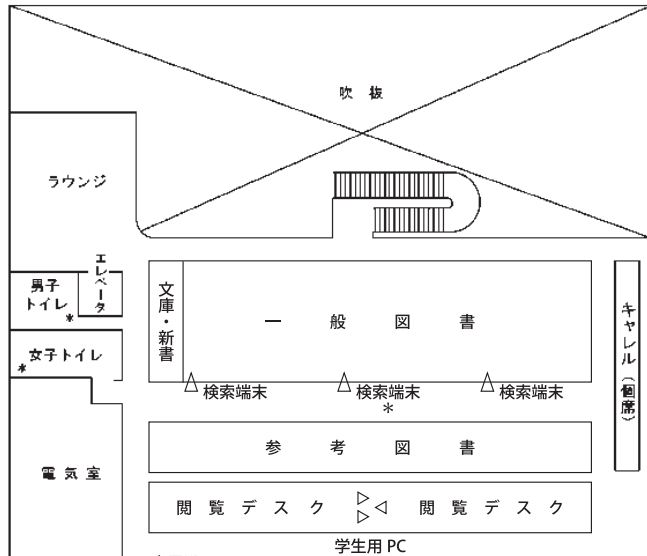 吹抜
ラウンジ
エレベータ
男子
トイレ
*
女子トイレ
*
文庫・新書
一般図書
キャレル（個席）
検索端末
検索端末
検索端末
*
参考図書
電気室
閲覧デスク
閲覧デスク
学生用 PC